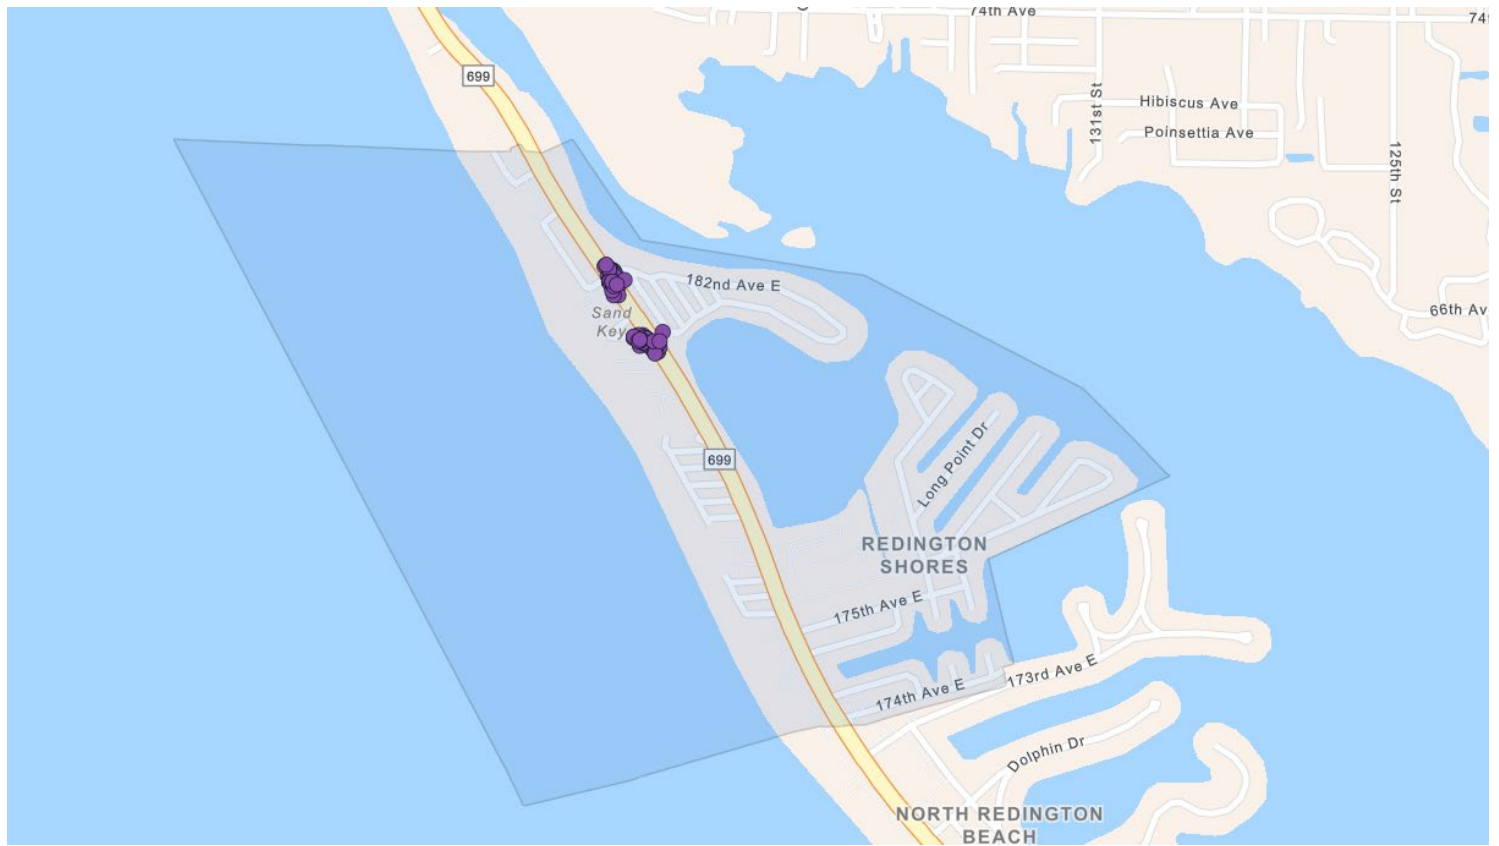 74th Ave
74t
699
Hibiscus Ave
131st St
Poinsettia Ave
125th St
182nd Ave E
Sand
Key
66th Av
Long Point Dr
699
REDINGTON
SHORES
175th Ave E
173rd Ave E
174th Ave E
Dolphin Dr
NORTH REDINGTON
BEACH